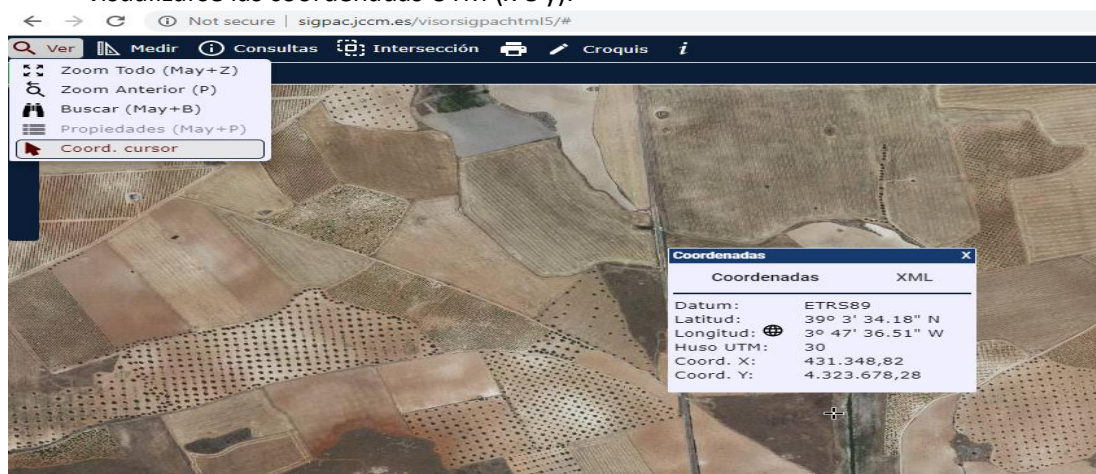 Not secure | sigpac.jccm.es/visorsigpachtml5/#
Ver Medir Consultas Intersección Croquis i
Zoom Todo (May+Z)
Zoom Anterior (P)
Buscar (May+B)
Propiedades (May+P)
Coord. cursor
Coordenadas X
Coordenadas XML
Datum: ETRS89
Latitud: 39º 3' 34.18" N
Longitud: 3º 47' 36.51" W
Huso UTM: 30
Coord. X: 431.348,82
Coord. Y: 4.323.678,28